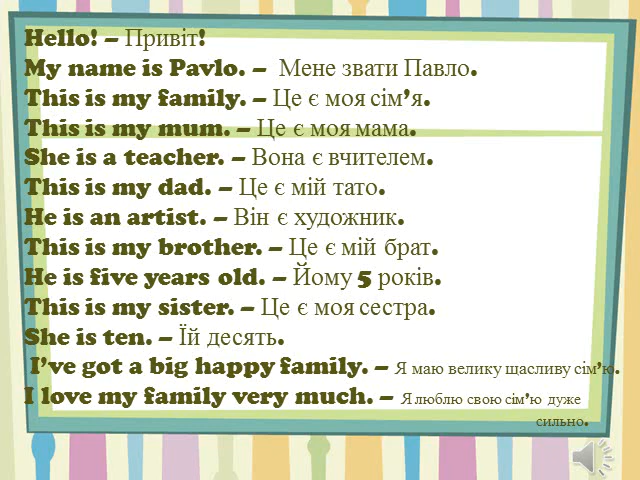 Hello! – Привіт!
My name is Pavlo. – Мене звати Павло.
This is my family. – Це є моя сім'я.
This is my mum. – Це є моя мама.
She is a teacher. – Вона є вчителем.
This is my dad. – Це є мій тато.
He is an artist. – Він є художник.
This is my brother. – Це є мій брат.
He is five years old. – Йому 5 років.
This is my sister. – Це є моя сестра.
She is ten. – Їй десять.
I've got a big happy family. – Я маю велику щасливу сім'ю.
I love my family very much. – Я люблю свою сім'ю дуже
сильно.